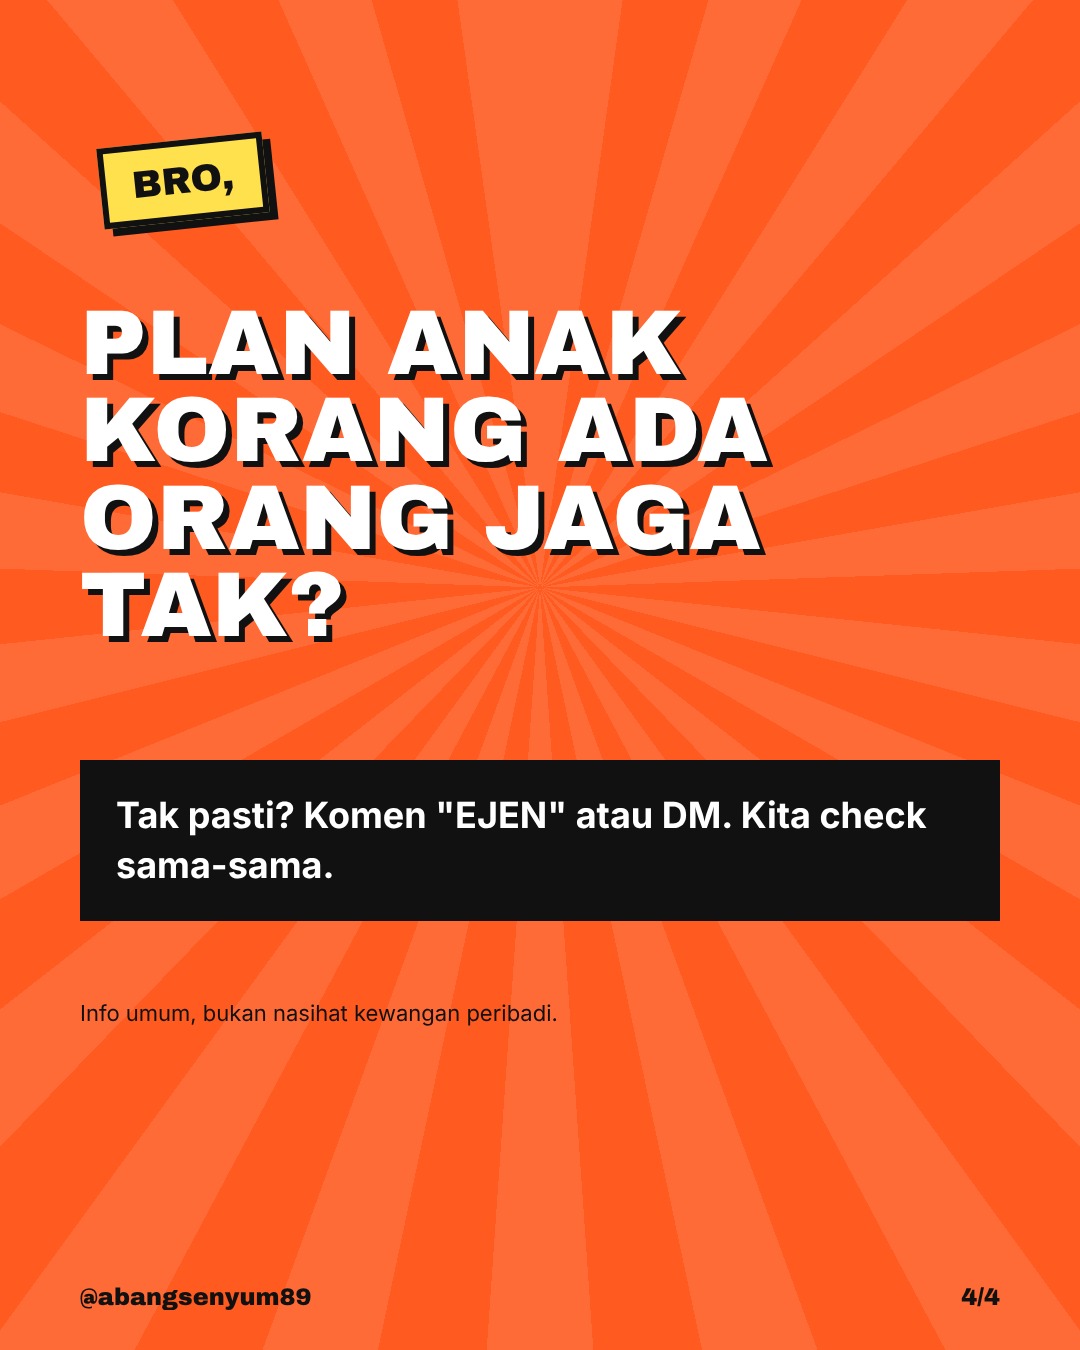 BRO,
PLAN ANAK
KORANG ADA
ORANG JAGA
TAK?
Tak pasti? Komen "EJEN" atau DM. Kita check
sama-sama.
Info umum, bukan nasihat kewangan peribadi.
@abangsenyum89
4/4